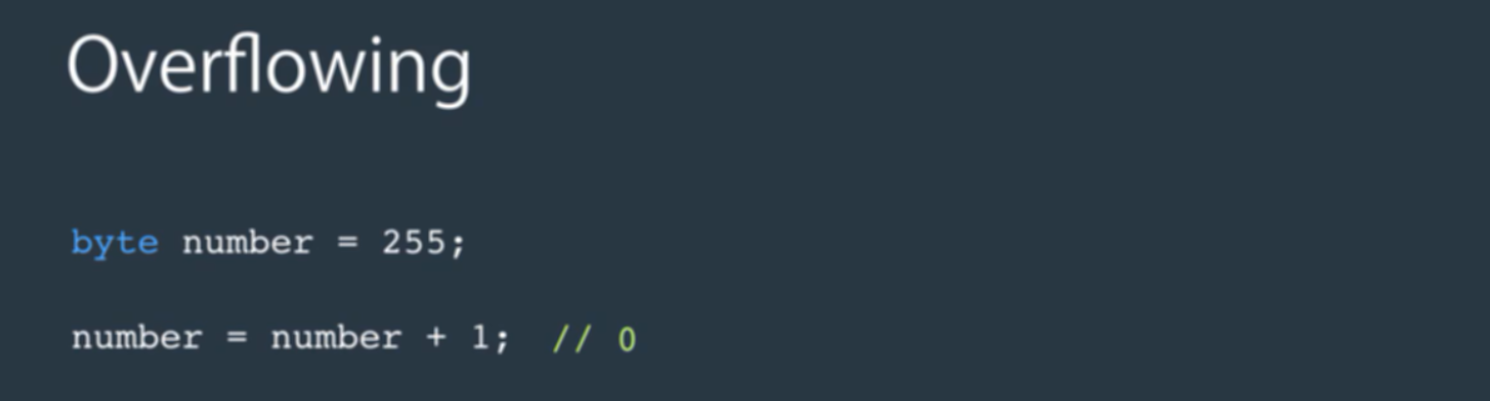 Overflowing
byte number = 255;
number = number + 1;  // 0